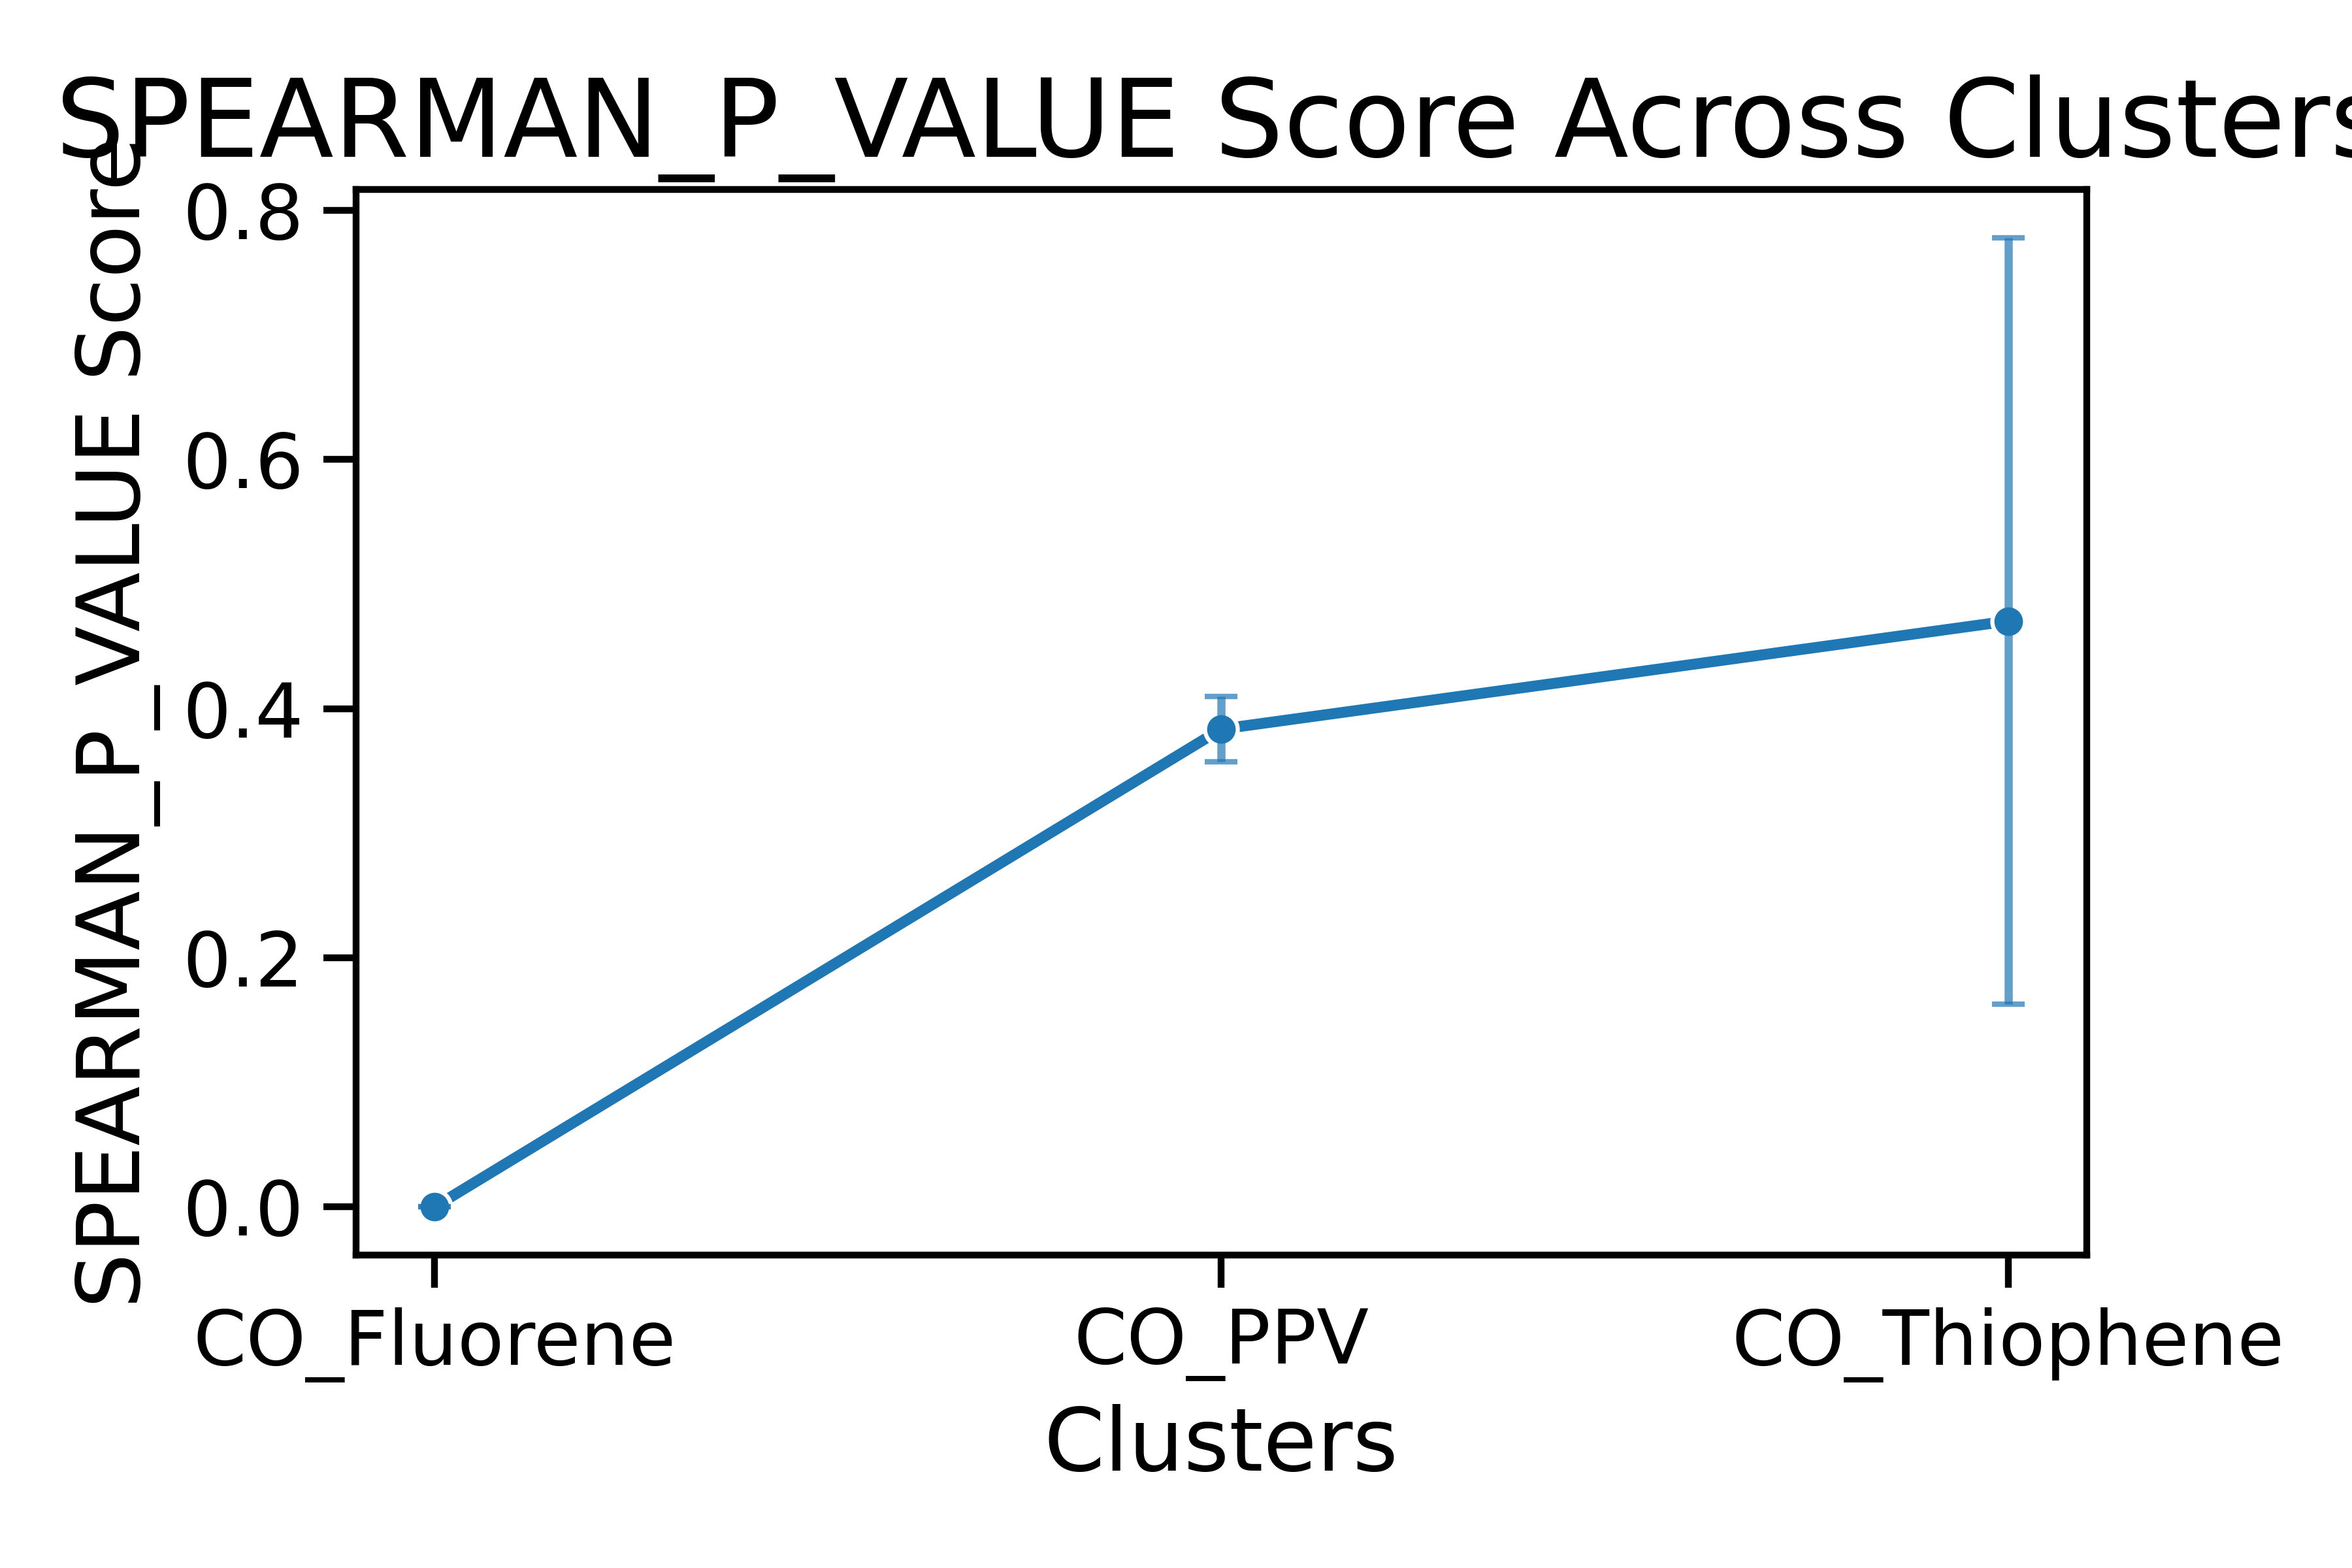 SPEARMAN_P_VALUE Score Across Clusters
SPEARMAN_P_VALUE Score
0.8
0.6
0.4
0.2
0.0
CO_Fluorene
CO_PPV
CO_Thiophene
Clusters